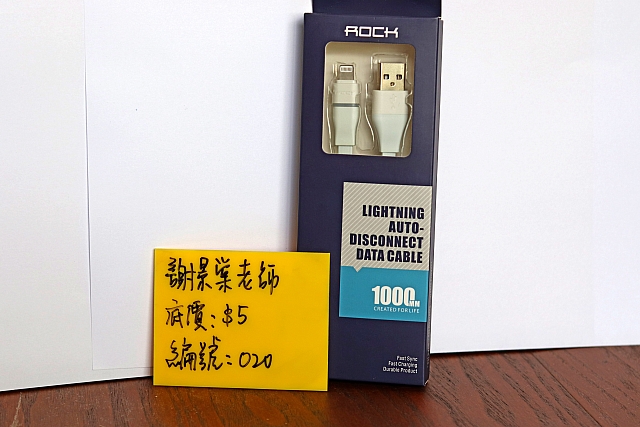 ROCK
LIGHTNING
AUTO-
DISCONNECT
DATA CABLE
1000MM
CREATED FOR LIFE
Fast Sync
Fast Charging
Durable Product
謝景棠老師
底價:$5
編號:020